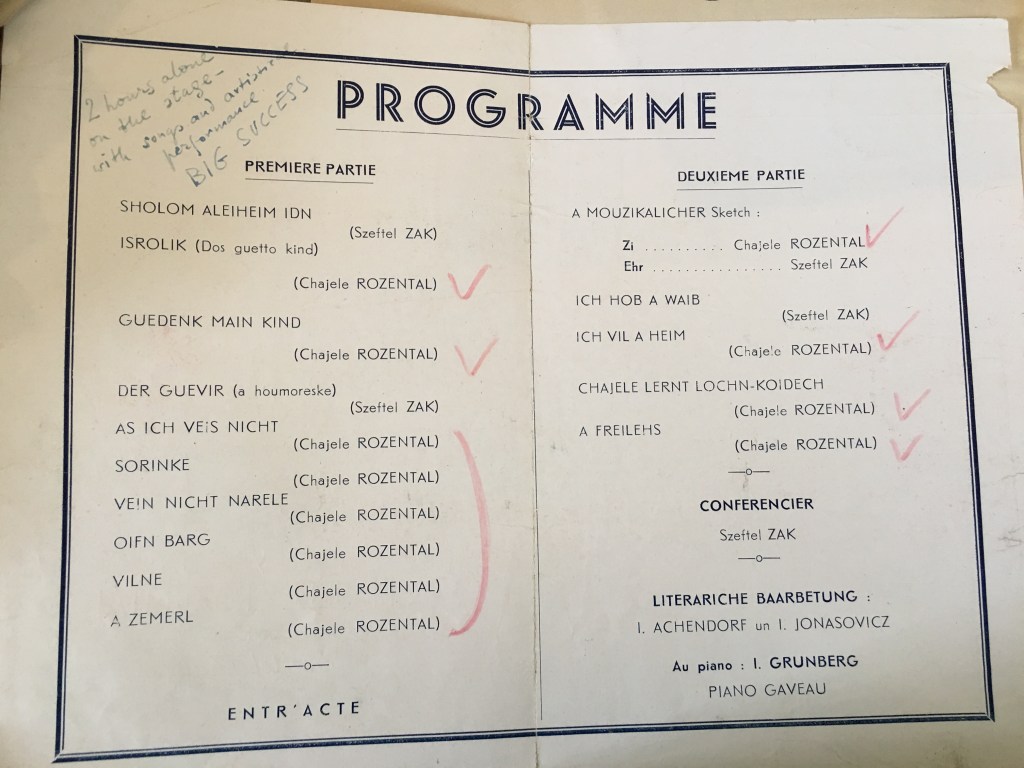 2 hours alone
on the stage -
with songs and artistic
performance
BIG SUCCESS
PROGRAMME
PREMIERE PARTIE
SHOLOM ALEIHEIM IDN
(Szeftel ZAK)
ISROLIK (Dos guetto kind)
(Chajele ROZENTAL)
GUEDENK MAIN KIND
(Chajele ROZENTAL)
DER GUEVIR (a houmoreske)
(Szeftel ZAK)
AS ICH VEiS NICHT
(Chajele ROZENTAL)
SORINKE
(Chajele ROZENTAL)
VE!N NICHT NARELE
(Chajele ROZENTAL)
OIFN BARG
(Chajele ROZENTAL)
VILNE
(Chajele ROZENTAL)
A ZEMERL
(Chajele ROZENTAL)
ENTR'ACTE
DEUXIEME PARTIE
A MOUZIKALICHER Sketch :
Zi .......... Chajele ROZENTAL
Ehr ................ Szeftel ZAK
ICH HOB A WAIB
(Szeftel ZAK)
ICH VIL A HEIM
(Chajele ROZENTAL)
CHAJELE LERNT LOCHN-KOIDECH
(Chajele ROZENTAL)
A FREILEHS
(Chajele ROZENTAL)
CONFERENCIER
Szeftel ZAK
LITERARICHE BAARBETUNG :
I. ACHENDORF un I. JONASOVICZ
Au piano : I. GRUNBERG
PIANO GAVEAU